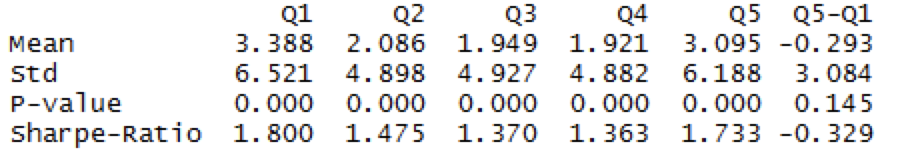 Q1 Q2 Q3 Q4 Q5 Q5-Q1
Mean 3.388 2.086 1.949 1.921 3.095 -0.293
Std 6.521 4.898 4.927 4.882 6.188 3.084
P-value 0.000 0.000 0.000 0.000 0.000 0.145
Sharpe-Ratio 1.800 1.475 1.370 1.363 1.733 -0.329